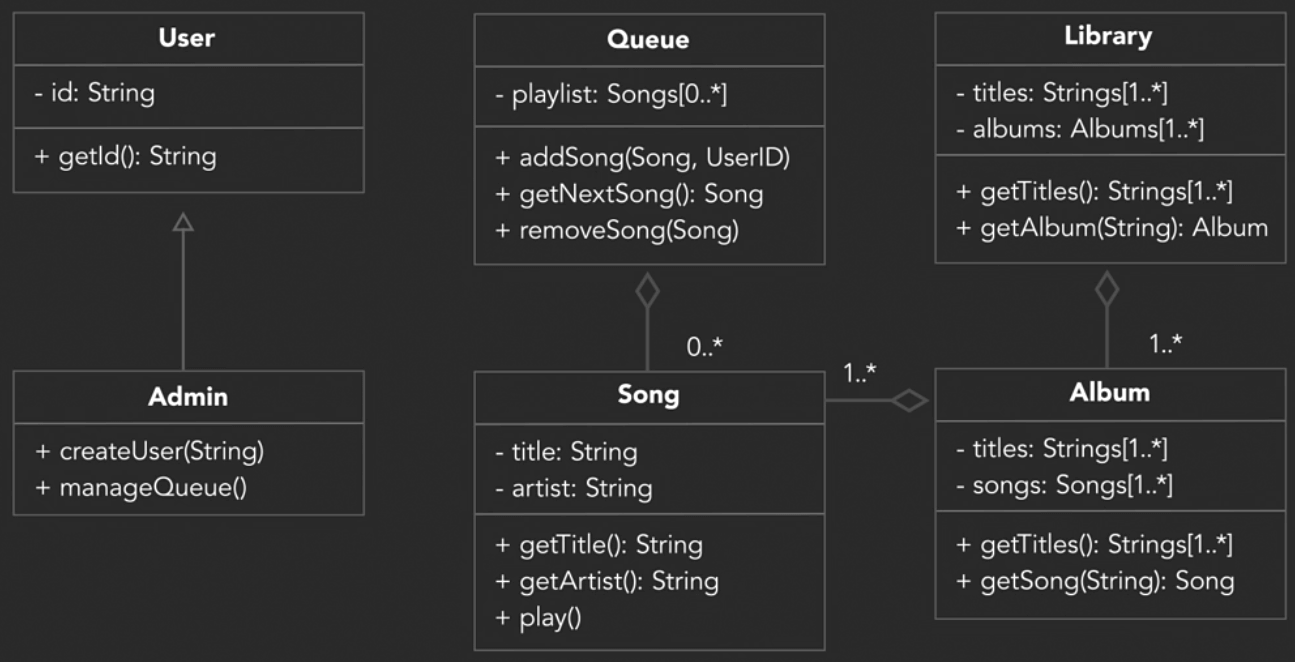 User
- id: String
+ getId(): String
Queue
- playlist: Songs[0..*]
+ addSong(Song, UserID)
+ getNextSong(): Song
+ removeSong(Song)
Library
- titles: Strings[1..*]
- albums: Albums[1..*]
+ getTitles(): Strings[1..*]
+ getAlbum(String): Album
0..*
1..*
1..*
Admin
+ createUser(String)
+ manageQueue()
Song
- title: String
- artist: String
+ getTitle(): String
+ getArtist(): String
+ play()
Album
- titles: Strings[1..*]
- songs: Songs[1..*]
+ getTitles(): Strings[1..*]
+ getSong(String): Song